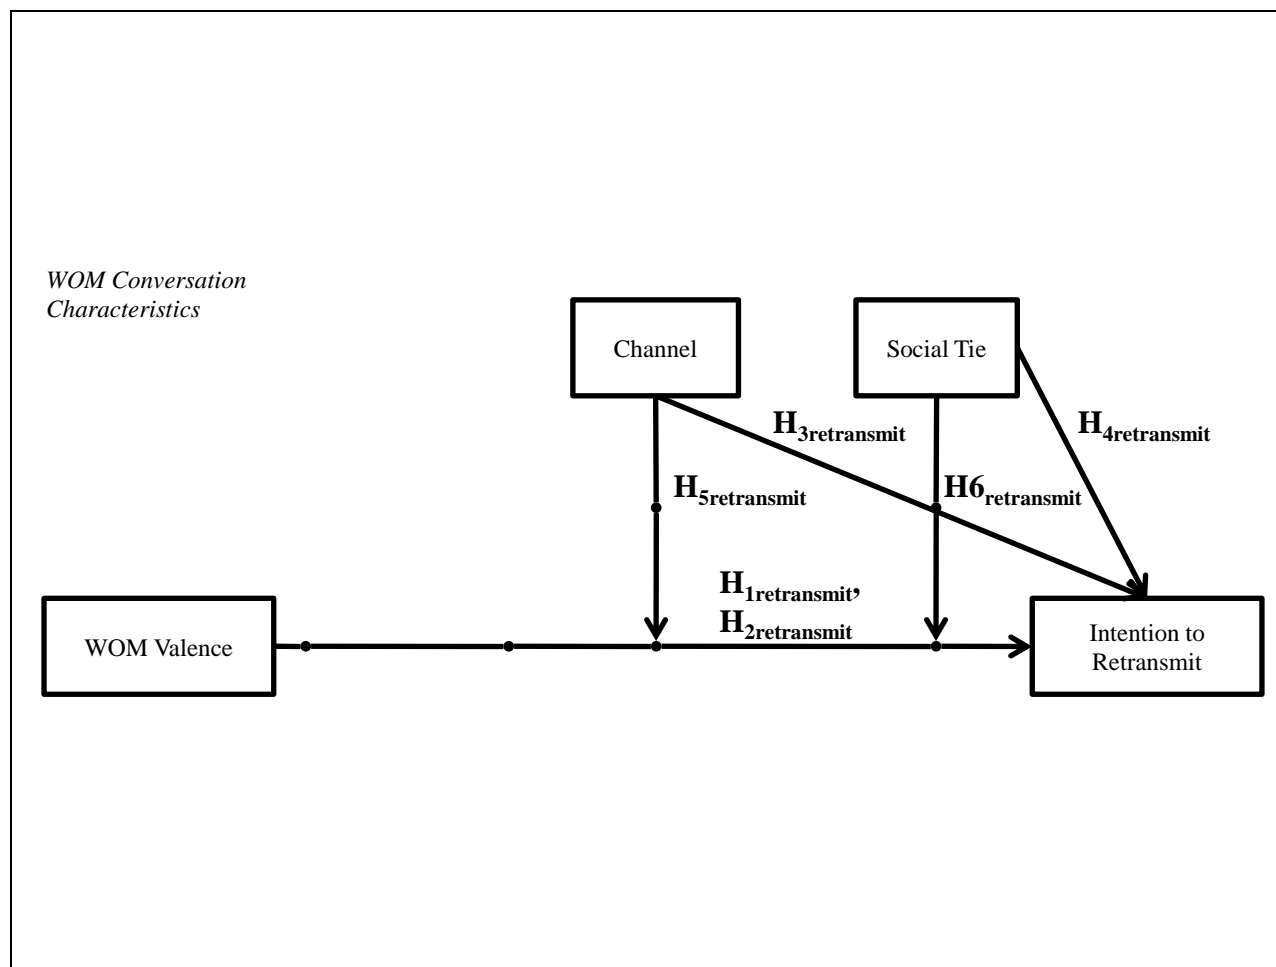 WOM Conversation
Characteristics
Channel
Social Tie
H3retransmit
H4retransmit
H5retransmit
H6retransmit
H1retransmit,
H2retransmit
WOM Valence
Intention to
Retransmit